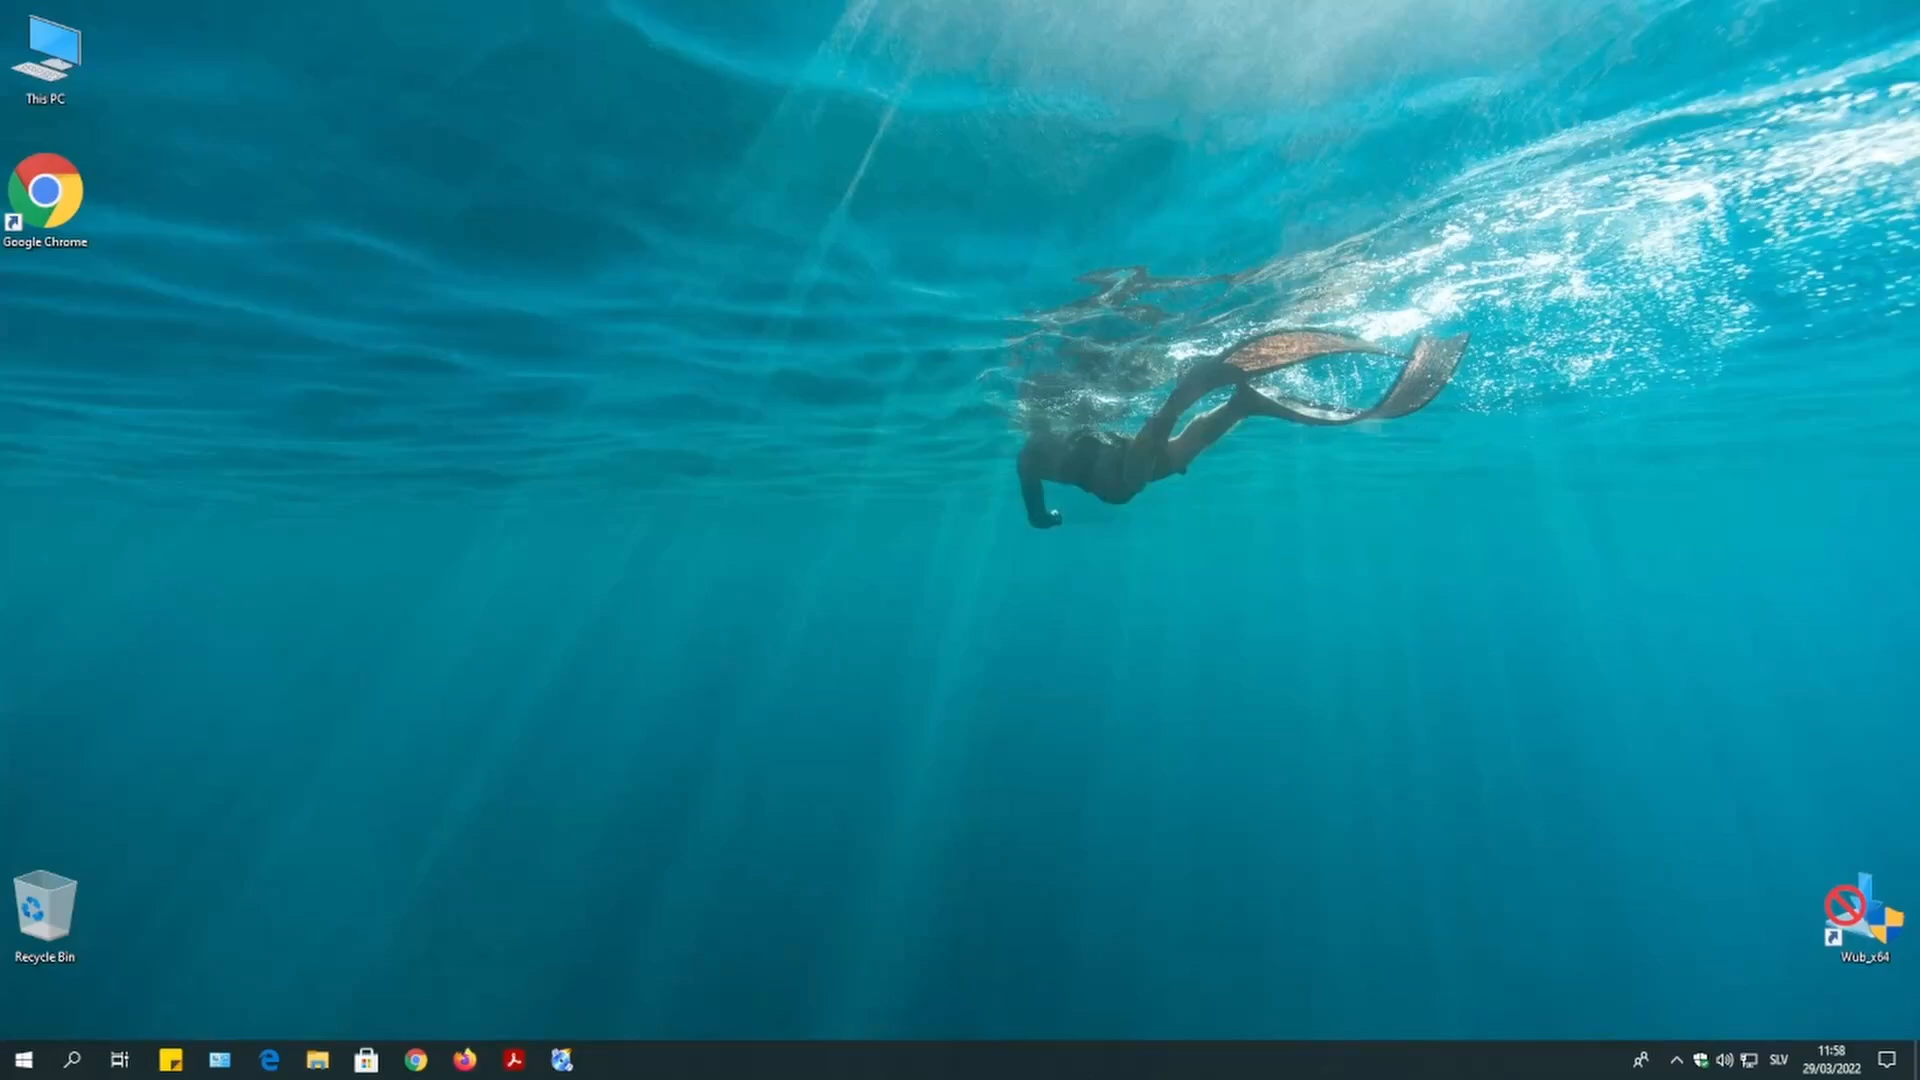 This PC
Google Chrome
Recycle Bin
Wub_x64
SLV
11:58
29/03/2022